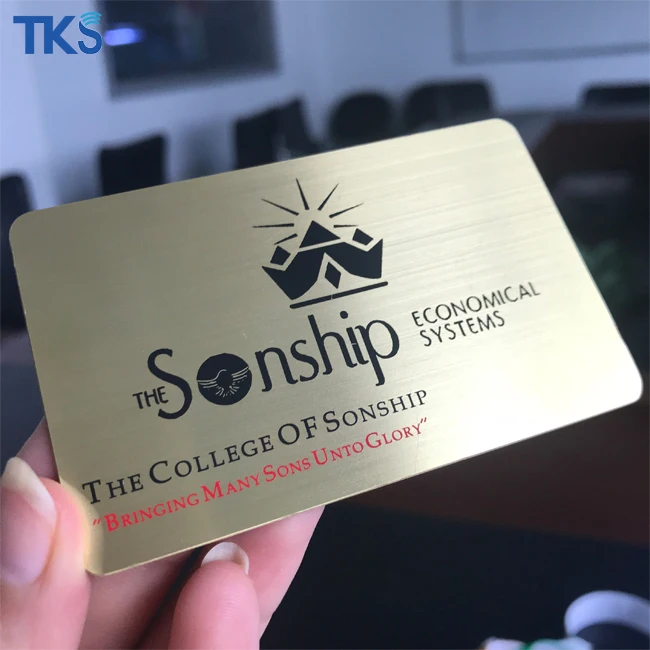 TKS
THE Sonship ECONOMICAL
SYSTEMS
THE COLLEGE OF SONSHIP
"BRINGING MANY SONS UNTO GLORY"